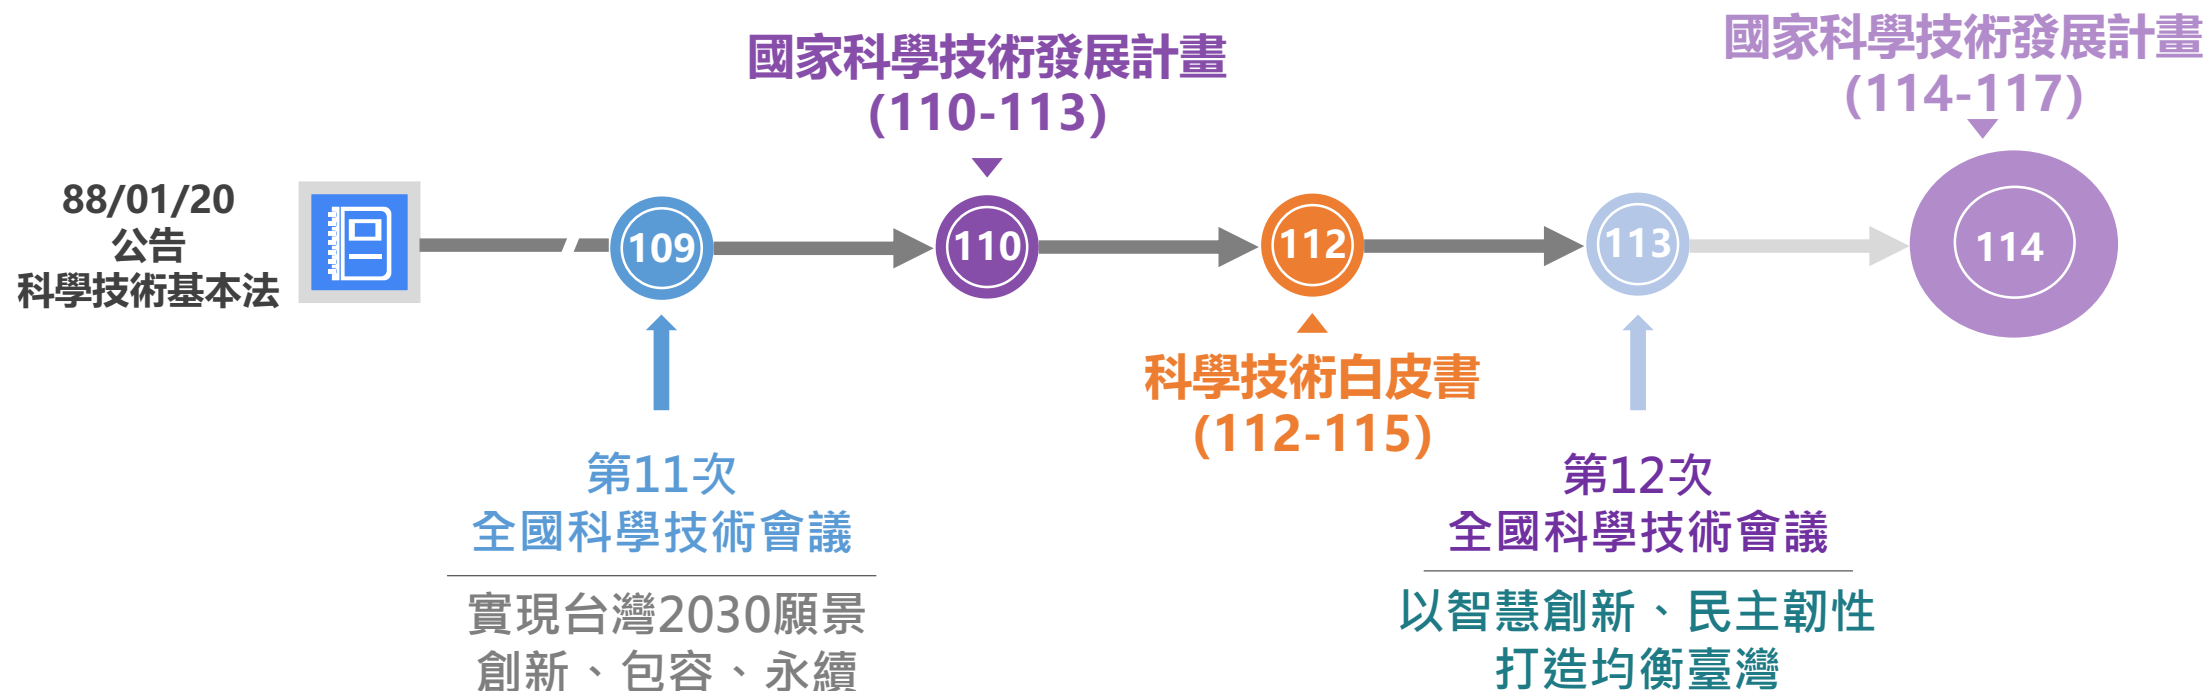 88/01/20
公告
科學技術基本法
109
第11次
全國科學技術會議
實現台灣2030願景
創新、包容、永續
國家科學技術發展計畫
(110-113)
110
112
科學技術白皮書
(112-115)
113
第12次
全國科學技術會議
以智慧創新、民主韌性
打造均衡臺灣
國家科學技術發展計畫
(114-117)
114